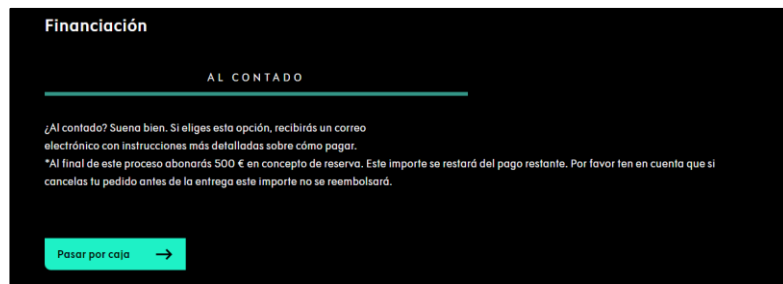 Financiación
AL CONTADO
¿Al contado? Suena bien. Si eliges esta opción, recibirás un correo
electrónico con instrucciones más detalladas sobre cómo pagar.
*Al final de este proceso abonarás 500 € en concepto de reserva. Este importe se restará del pago restante. Por favor ten en cuenta que si
cancelas tu pedido antes de la entrega este importe no se reembolsará.
Pasar por caja